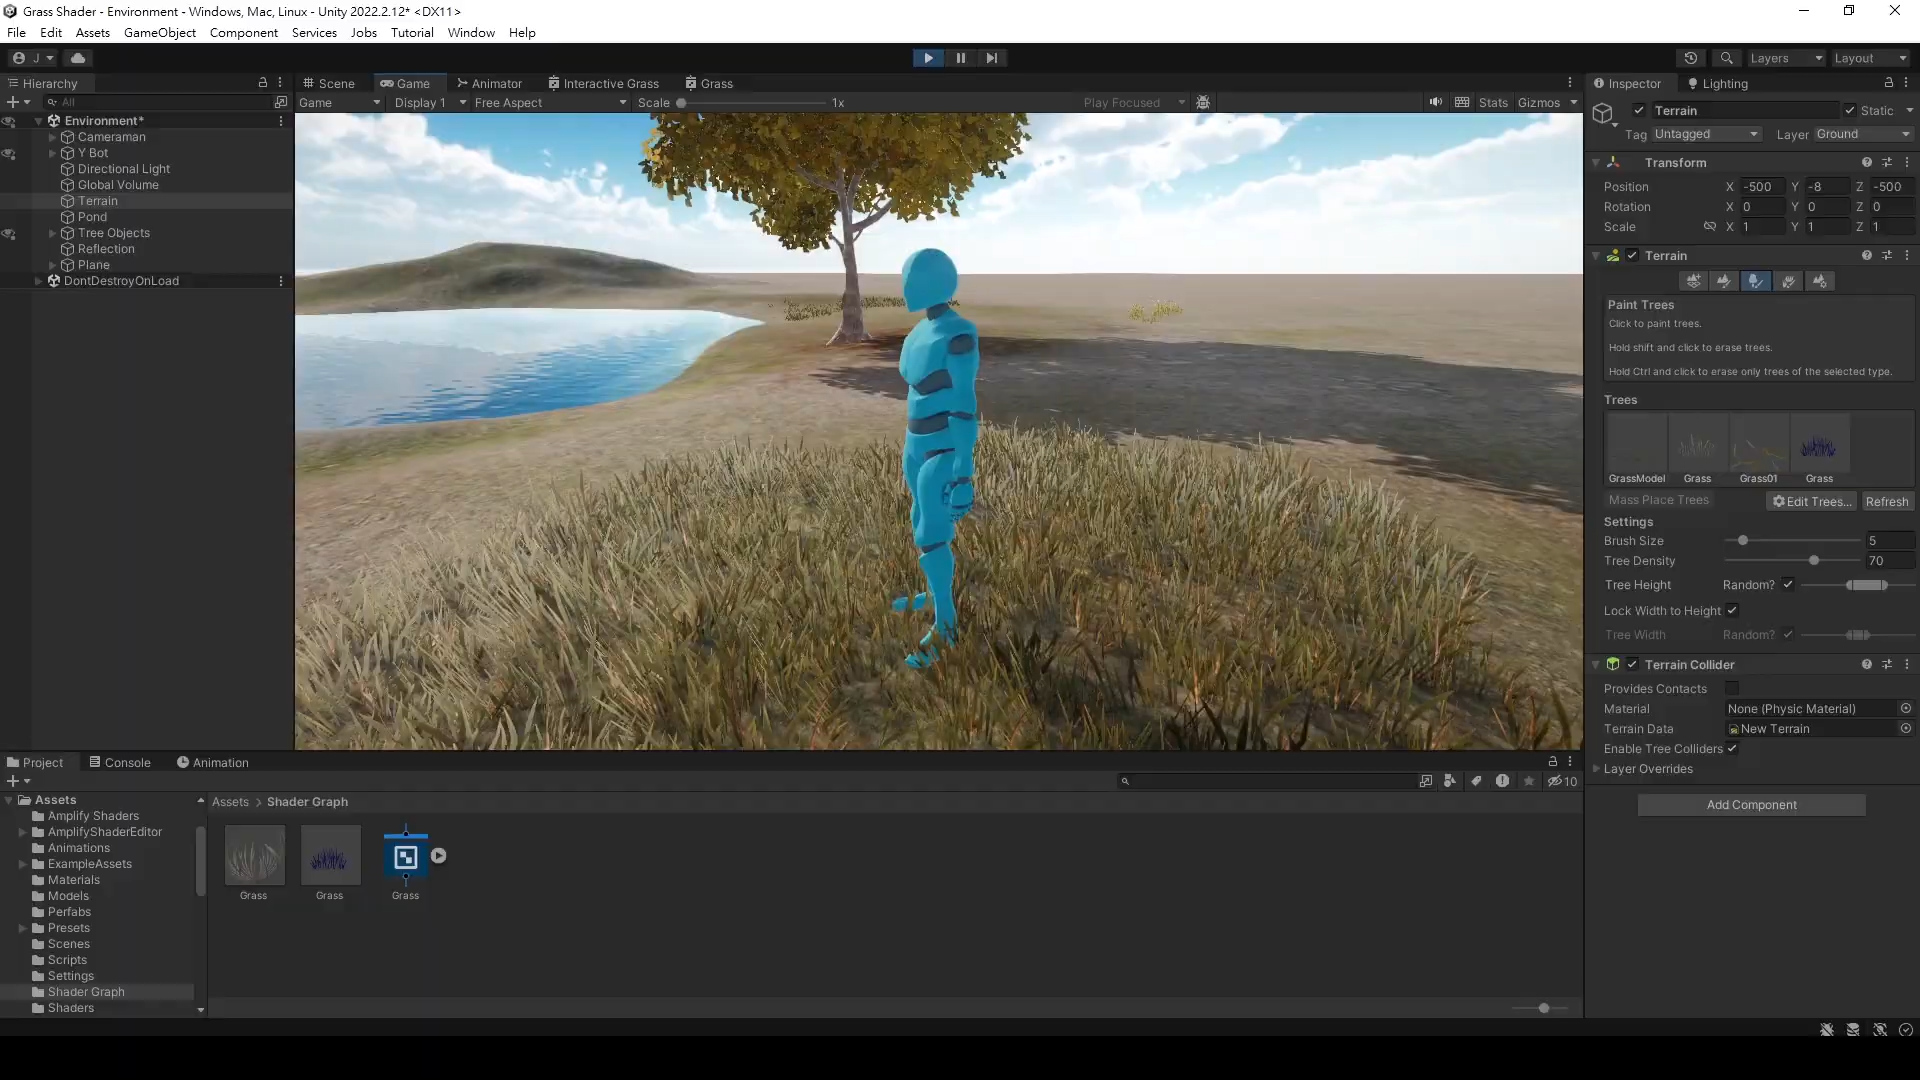 Grass Shader - Environment - Windows, Mac, Linux - Unity 2022.2.12* <DX11>
File Edit Assets GameObject Component Services Jobs Tutorial Window Help
J Layers Layout
Hierarchy
All
Environment*
Cameraman
Y Bot
Directional Light
Global Volume
Terrain
Pond
Tree Objects
Reflection
Plane
DontDestroyOnLoad
Scene Game Animator Interactive Grass Grass
Game Display 1 Free Aspect Scale 1x Play Focused Stats Gizmos
Inspector Lighting
Terrain Static
Tag Untagged Layer Ground
Transform
Position X -500 Y -8 Z -500
Rotation X 0 Y 0 Z 0
Scale X 1 Y 1 Z 1
Terrain
Paint Trees
Click to paint trees.
Hold shift and click to erase trees.
Hold Ctrl and click to erase only trees of the selected type.
Trees
GrassModel Grass Grass01 Grass
Mass Place Trees Edit Trees... Refresh
Settings
Brush Size 5
Tree Density 70
Tree Height Random?
Lock Width to Height
Tree Width Random?
Terrain Collider
Provides Contacts
Material None (Physic Material)
Terrain Data New Terrain
Enable Tree Colliders
Layer Overrides
Add Component
Project Console Animation
10
Assets
Amplify Shaders
AmplifyShaderEditor
Animations
ExampleAssets
Materials
Models
Perfabs
Presets
Scenes
Scripts
Settings
Shader Graph
Shaders
Assets > Shader Graph
Grass Grass Grass